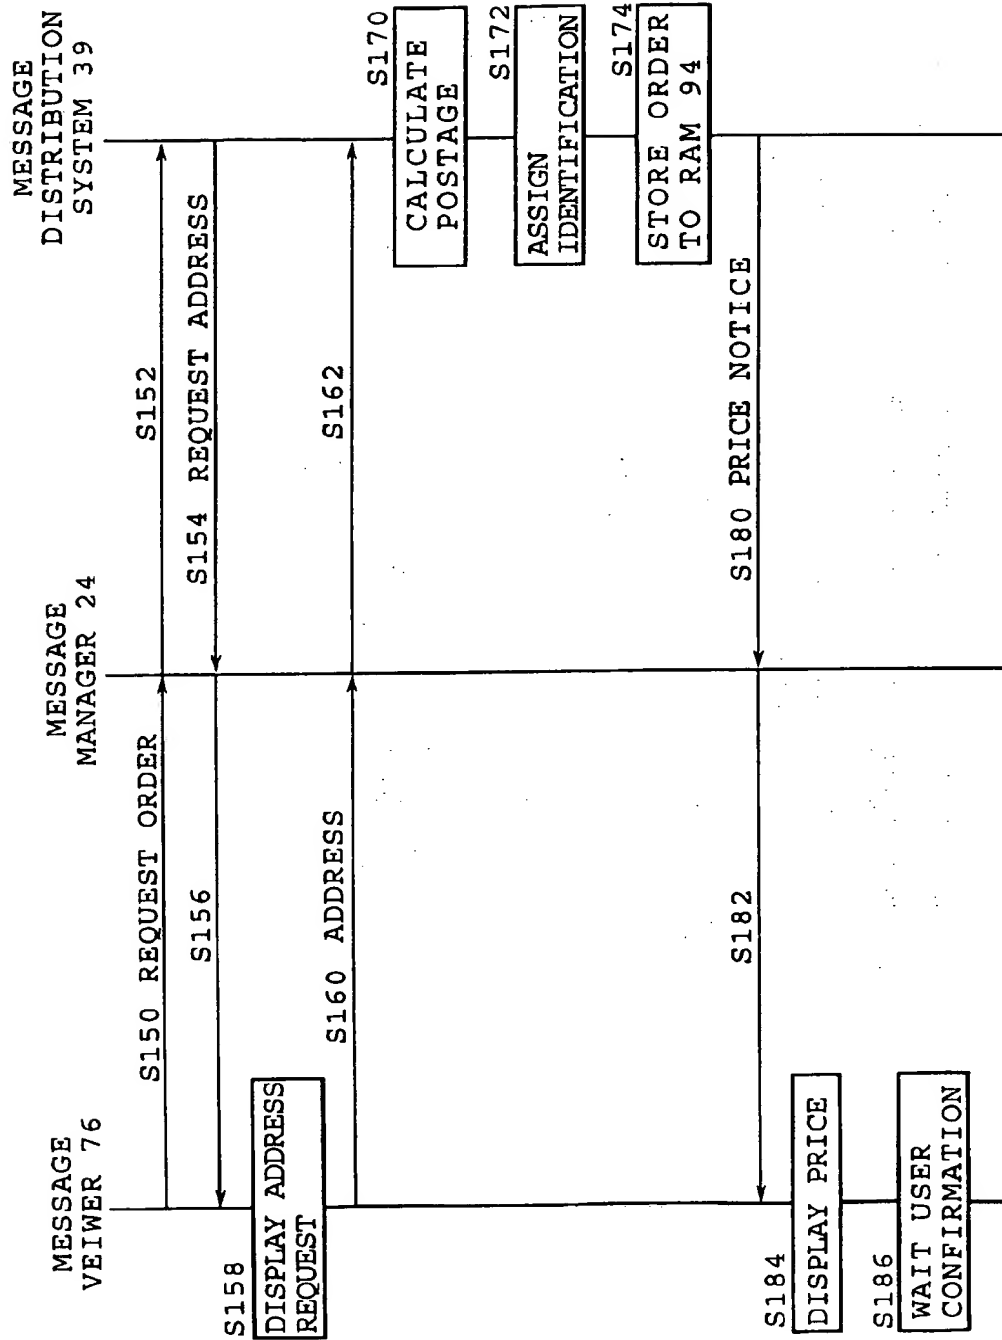 MESSAGE
VEIWER 76
MESSAGE
MANAGER 24
MESSAGE
DISTRIBUTION
SYSTEM 39
S150 REQUEST ORDER
S152
S154 REQUEST ADDRESS
S156
S158
DISPLAY ADDRESS
REQUEST
S160 ADDRESS
S162
S170
CALCULATE
POSTAGE
S172
ASSIGN
IDENTIFICATION
S174
STORE ORDER
TO RAM 94
S180 PRICE NOTICE
S182
S184
DISPLAY PRICE
S186
WAIT USER
CONFIRMATION